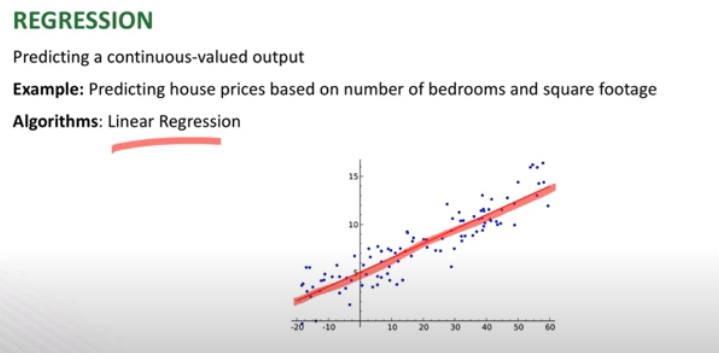 REGRESSION
Predicting a continuous-valued output
Example: Predicting house prices based on number of bedrooms and square footage
Algorithms: Linear Regression
15
10
5
-20 -10 10 20 30 40 50 60